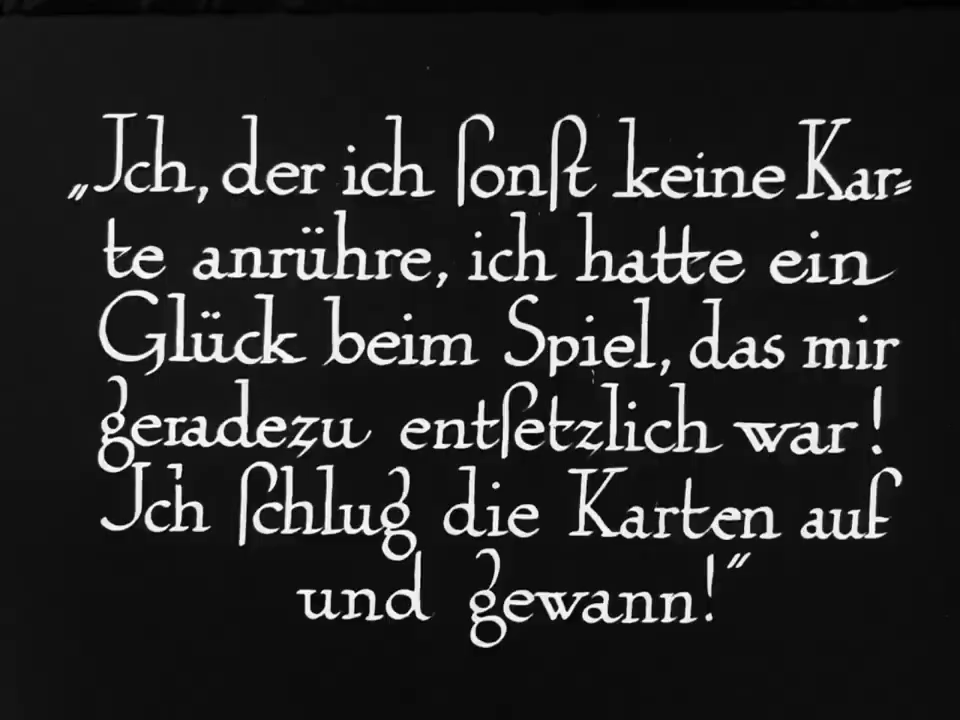 „Ich, der ich ſonſt keine Kar⸗
te anrühre, ich hatte ein
Glück beim Spiel, das mir
geradezu entſetzlich war!
Ich ſchlug die Karten auf
und gewann!“